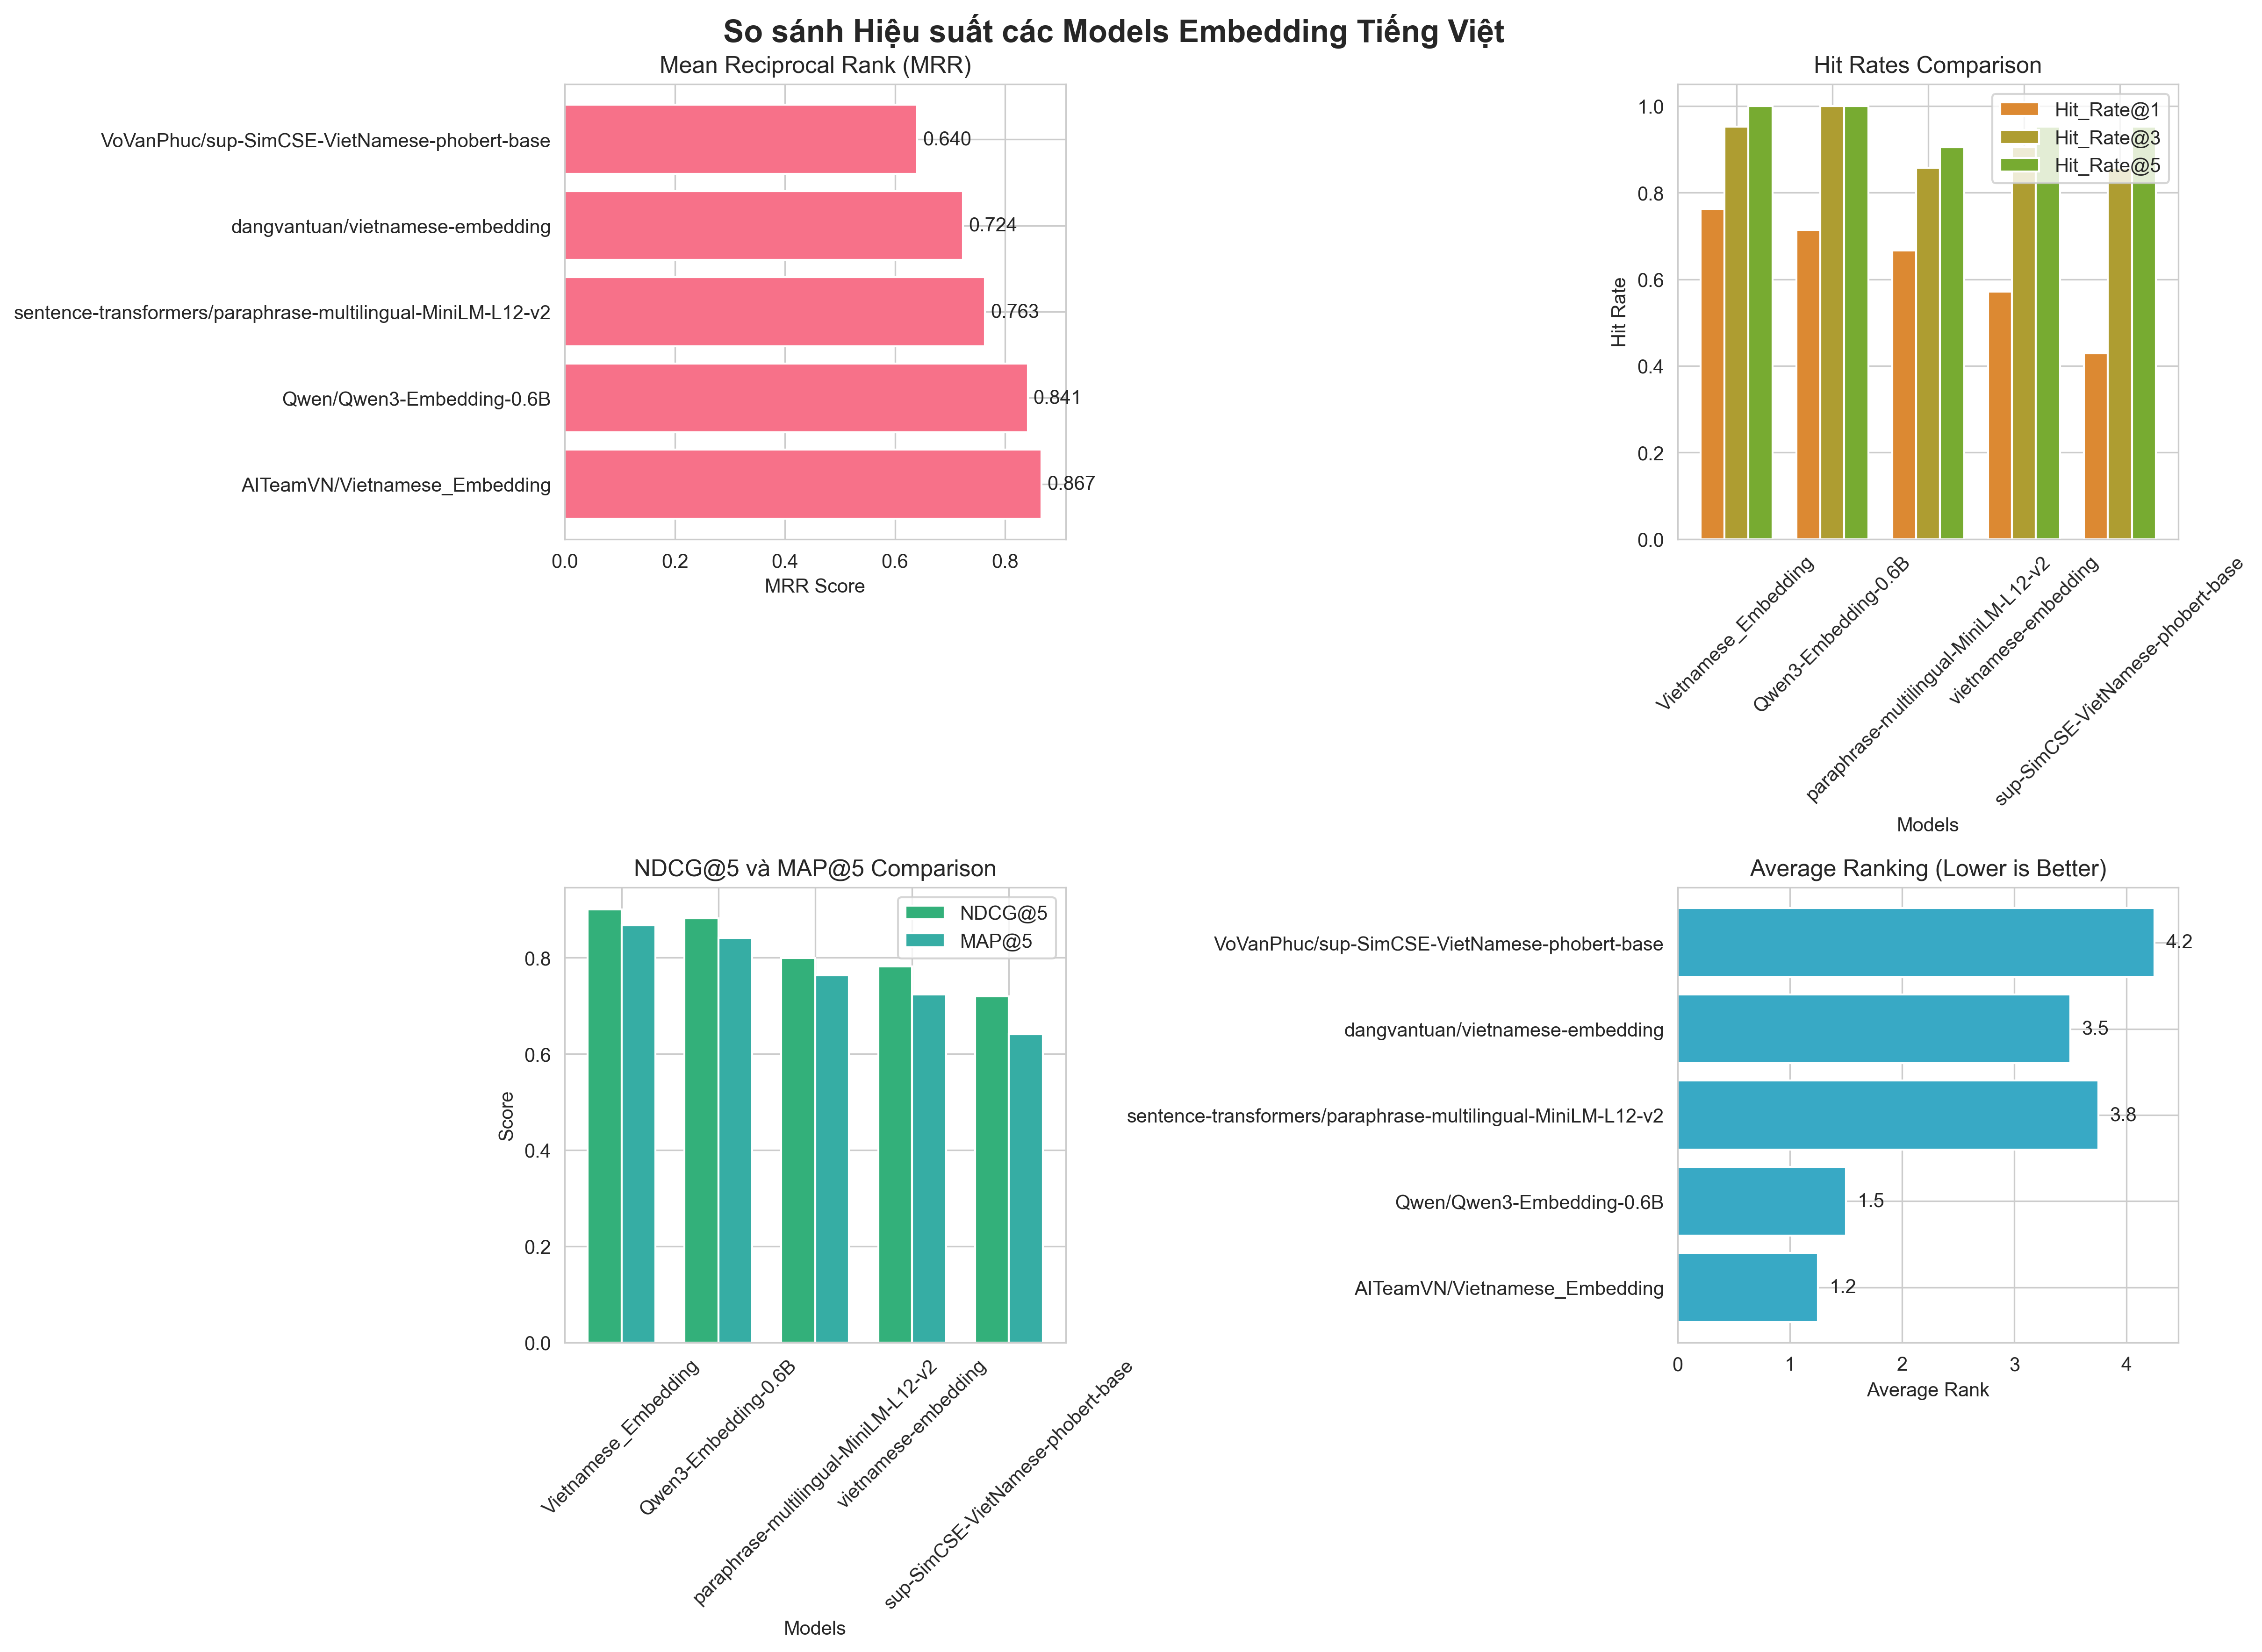 So sánh Hiệu suất các Models Embedding Tiếng Việt
Mean Reciprocal Rank (MRR)
VoVanPhuc/sup-SimCSE-VietNamese-phobert-base
0.640
dangvantuan/vietnamese-embedding
0.724
sentence-transformers/paraphrase-multilingual-MiniLM-L12-v2
0.763
Qwen/Qwen3-Embedding-0.6B
0.841
AITeamVN/Vietnamese_Embedding
0.867
0.0 0.2 0.4 0.6 0.8
MRR Score
Hit Rates Comparison
Hit_Rate@1
Hit_Rate@3
Hit_Rate@5
Hit Rate
1.0
0.8
0.6
0.4
0.2
0.0
Vietnamese_Embedding
Qwen3-Embedding-0.6B
paraphrase-multilingual-MiniLM-L12-v2
vietnamese-embedding
sup-SimCSE-VietNamese-phobert-base
Models
NDCG@5 và MAP@5 Comparison
NDCG@5
MAP@5
Score
0.8
0.6
0.4
0.2
0.0
Vietnamese_Embedding
Qwen3-Embedding-0.6B
paraphrase-multilingual-MiniLM-L12-v2
vietnamese-embedding
sup-SimCSE-VietNamese-phobert-base
Models
Average Ranking (Lower is Better)
VoVanPhuc/sup-SimCSE-VietNamese-phobert-base
4.2
dangvantuan/vietnamese-embedding
3.5
sentence-transformers/paraphrase-multilingual-MiniLM-L12-v2
3.8
Qwen/Qwen3-Embedding-0.6B
1.5
AITeamVN/Vietnamese_Embedding
1.2
0 1 2 3 4
Average Rank